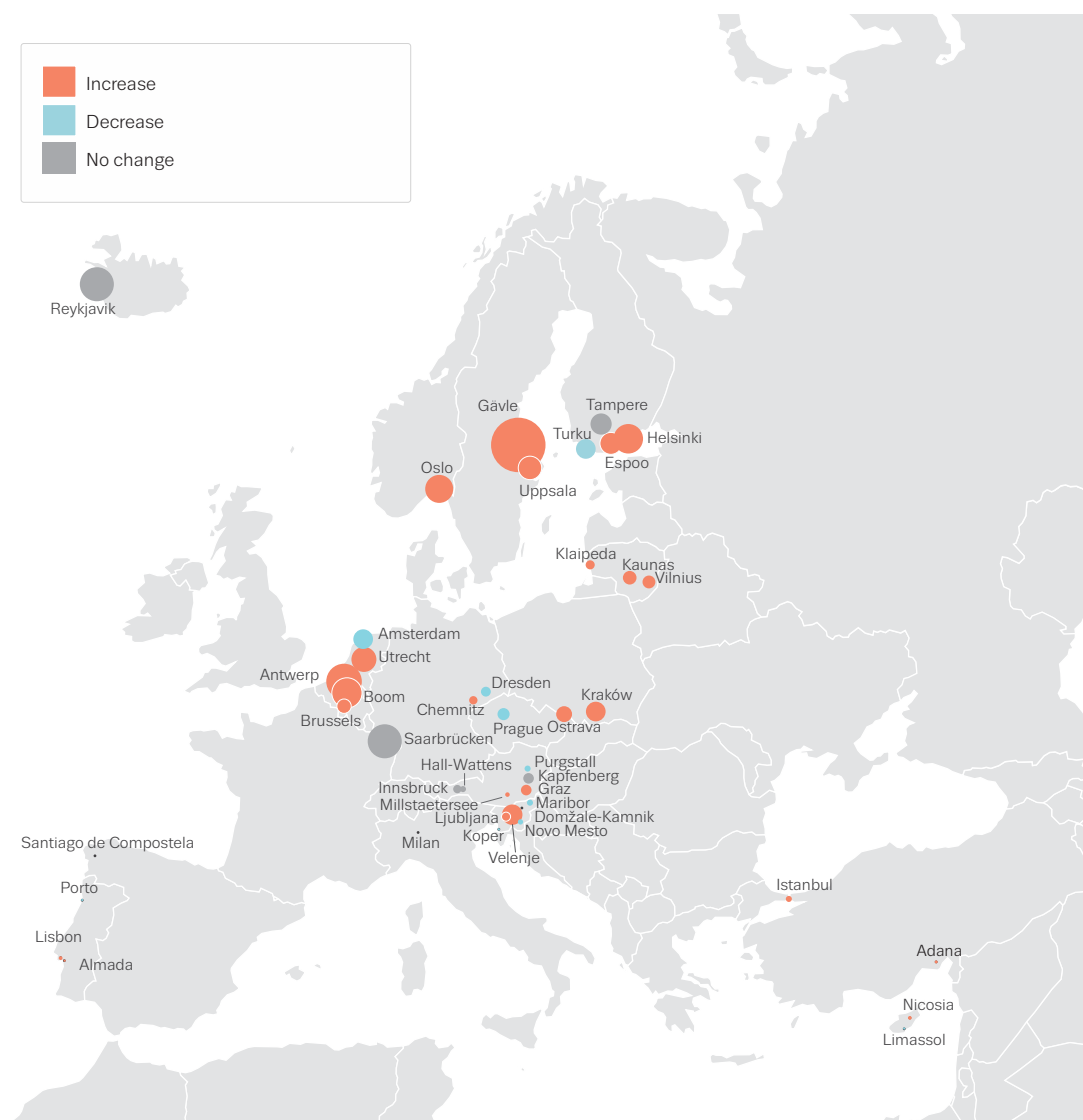 Increase
Decrease
No change
Reykjavik
Gävle
Tampere
Turku
Helsinki
Espoo
Oslo
Uppsala
Klaipeda
Kaunas
Vilnius
Amsterdam
Utrecht
Antwerp
Boom
Brussels
Dresden
Chemnitz
Kraków
Prague
Ostrava
Saarbrücken
Hall-Wattens
Purgstall
Kapfenberg
Innsbruck
Graz
Millstaetersee
Maribor
Ljubljana
Domžale-Kamnik
Koper
Novo Mesto
Milan
Velenje
Santiago de Compostela
Porto
Istanbul
Lisbon
Almada
Adana
Nicosia
Limassol